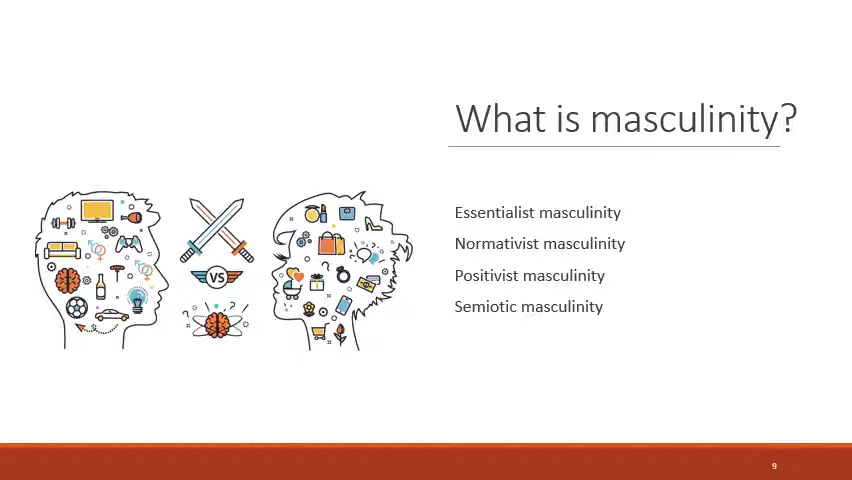 What is masculinity?
Essentialist masculinity
Normativist masculinity
Positivist masculinity
Semiotic masculinity
VS
9